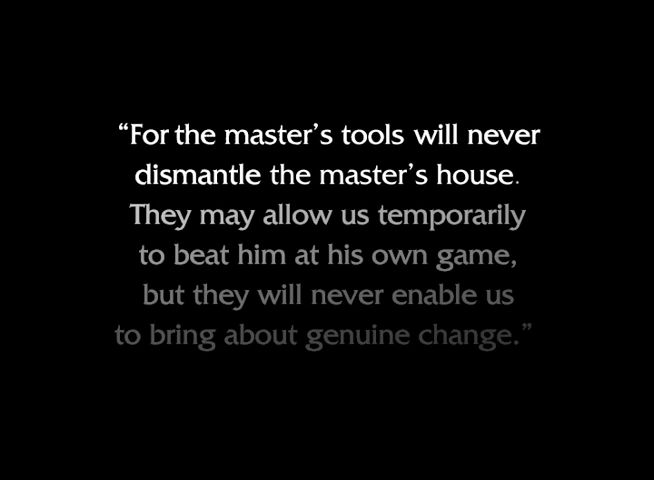 “For the master’s tools will never
dismantle the master’s house.
They may allow us temporarily
to beat him at his own game,
but they will never enable us
to bring about genuine change.”